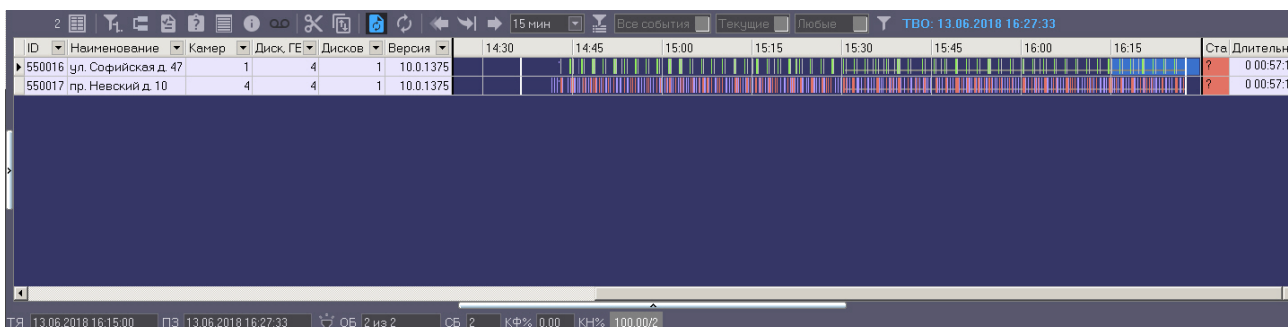 2 15 мин Все события Текущие Любые ТВО: 13.06.2018 16:27:33
ID Наименование Камер Диск, ГЕ Дисков Версия 14:30 14:45 15:00 15:15 15:30 15:45 16:00 16:15 Ста Длительн
550016 ул. Софийская д. 47 1 4 1 10.0.1375 ? 0 00:57:1
550017 пр. Невский д. 10 4 4 1 10.0.1375 ? 0 00:57:1
ТЯ 13.06.2018 16:15:00 ПЗ 13.06.2018 16:27:33 ОБ 2 из 2 СБ 2 КФ% 0.00 КН% 100.00/2